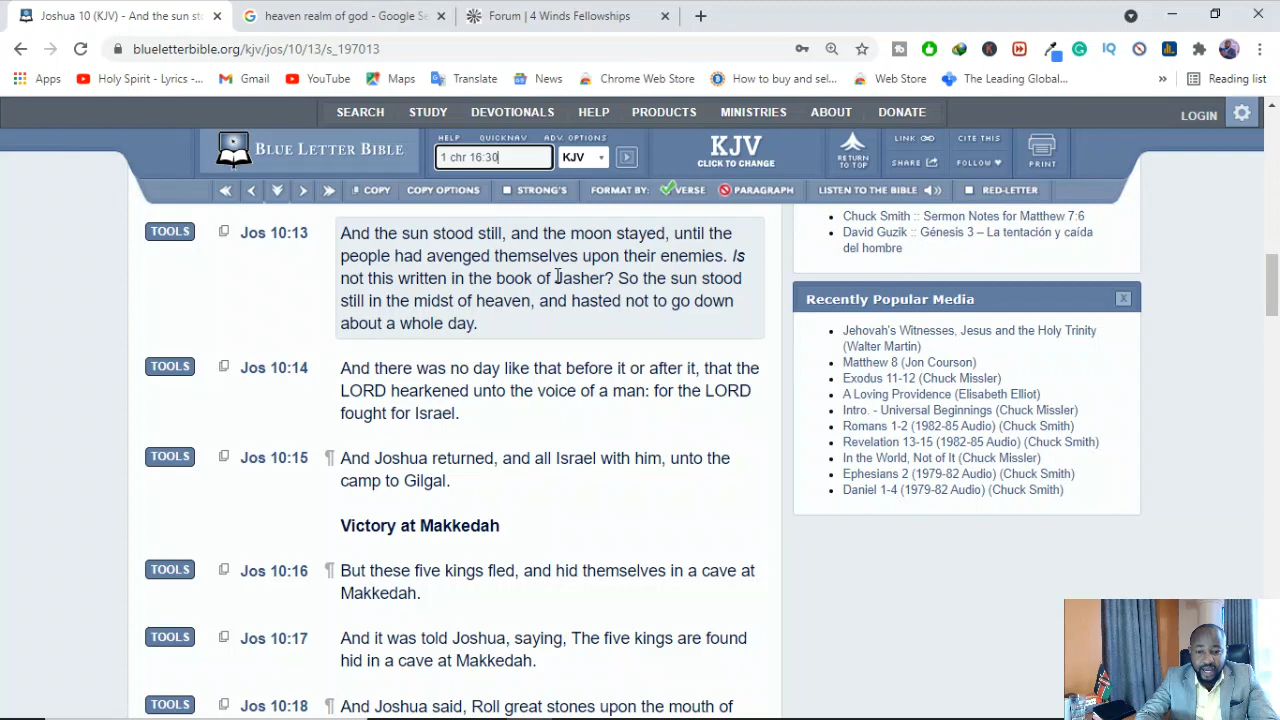 Joshua 10 (KJV) - And the sun sto
heaven realm of god - Google Se
Forum | 4 Winds Fellowships
blueletterbible.org/kjv/jos/10/13/s_197013
Apps
Holy Spirit - Lyrics -...
Gmail
YouTube
Maps
Translate
News
Chrome Web Store
How to buy and sel...
Web Store
The Leading Global...
»
Reading list
SEARCH
STUDY
DEVOTIONALS
HELP
PRODUCTS
MINISTRIES
ABOUT
DONATE
LOGIN
BLUE LETTER BIBLE
HELP
QUICKNAV
ADV. OPTIONS
1 chr 16:30
KJV
KJV
CLICK TO CHANGE
RETURN
TO TOP
LINK
CITE THIS
SHARE
FOLLOW
PRINT
COPY
COPY OPTIONS
STRONG'S
FORMAT BY:
VERSE
PARAGRAPH
LISTEN TO THE BIBLE
RED-LETTER
TOOLS
Jos 10:13
And the sun stood still, and the moon stayed, until the
people had avenged themselves upon their enemies. Is
not this written in the book of Jasher? So the sun stood
still in the midst of heaven, and hasted not to go down
about a whole day.
TOOLS
Jos 10:14
And there was no day like that before it or after it, that the
LORD hearkened unto the voice of a man: for the LORD
fought for Israel.
TOOLS
Jos 10:15
¶ And Joshua returned, and all Israel with him, unto the
camp to Gilgal.
Victory at Makkedah
TOOLS
Jos 10:16
¶ But these five kings fled, and hid themselves in a cave at
Makkedah.
TOOLS
Jos 10:17
And it was told Joshua, saying, The five kings are found
hid in a cave at Makkedah.
TOOLS
Jos 10:18
¶ And Joshua said, Roll great stones upon the mouth of
Chuck Smith :: Sermon Notes for Matthew 7:6
David Guzik :: Génesis 3 – La tentación y caída
del hombre
Recently Popular Media
X
Jehovah's Witnesses, Jesus and the Holy Trinity
(Walter Martin)
Matthew 8 (Jon Courson)
Exodus 11-12 (Chuck Missler)
A Loving Providence (Elisabeth Elliot)
Intro. - Universal Beginnings (Chuck Missler)
Romans 1-2 (1982-85 Audio) (Chuck Smith)
Revelation 13-15 (1982-85 Audio) (Chuck Smith)
In the World, Not of It (Chuck Missler)
Ephesians 2 (1979-82 Audio) (Chuck Smith)
Daniel 1-4 (1979-82 Audio) (Chuck Smith)